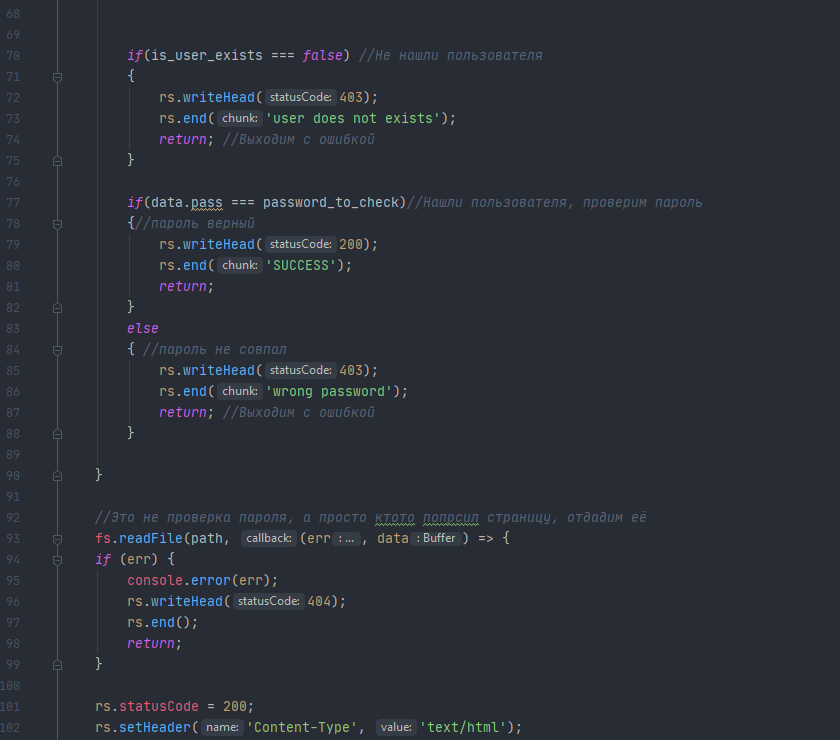 68
69
70 if(is_user_exists === false) //Не нашли пользователя
71 {
72 rs.writeHead( statusCode: 403);
73 rs.end( chunk: 'user does not exists');
74 return; //Выходим с ошибкой
75 }
76
77 if(data.pass === password_to_check)//Нашли пользователя, проверим пароль
78 {//пароль верный
79 rs.writeHead( statusCode: 200);
80 rs.end( chunk: 'SUCCESS');
81 return;
82 }
83 else
84 { //пароль не совпал
85 rs.writeHead( statusCode: 403);
86 rs.end( chunk: 'wrong password');
87 return; //Выходим с ошибкой
88 }
89
90 }
91
92 //Это не проверка пароля, а просто ктото попрсил страницу, отдадим её
93 fs.readFile(path, callback: (err : ... , data : Buffer ) => {
94 if (err) {
95 console.error(err);
96 rs.writeHead( statusCode: 404);
97 rs.end();
98 return;
99 }
100
101 rs.statusCode = 200;
102 rs.setHeader( name: 'Content-Type', value: 'text/html');